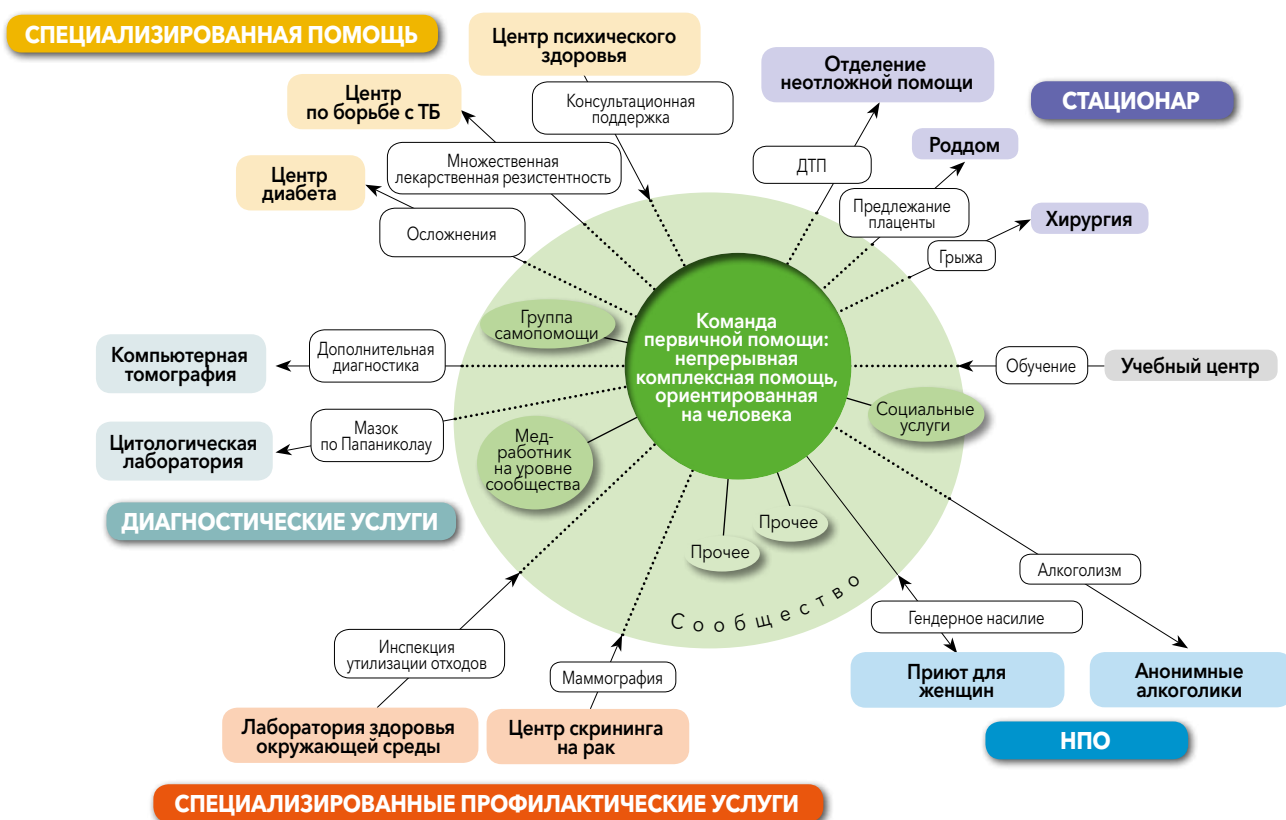 СПЕЦИАЛИЗИРОВАННАЯ ПОМОЩЬ
Центр психического
здоровья
Консультационная
поддержка
Центр
по борьбе с ТБ
Множественная
лекарственная резистентность
Центр
диабета
Осложнения
Отделение
неотложной помощи
ДТП
СТАЦИОНАР
Роддом
Предлежание
плаценты
Хирургия
Грыжа
Группа
самопомощи
Команда
первичной помощи:
непрерывная
комплексная помощь,
ориентированная
на человека
Компьютерная
томография
Дополнительная
диагностика
Обучение
Учебный центр
Социальные
услуги
Цитологическая
лаборатория
Мазок
по Папаниколау
Мед-
работник
на уровне
сообщества
ДИАГНОСТИЧЕСКИЕ УСЛУГИ
Прочее
Прочее
Сообщество
Алкоголизм
Гендерное насилие
Инспекция
утилизации отходов
Маммография
Приют для
женщин
Анонимные
алкоголики
Лаборатория здоровья
окружающей среды
Центр скрининга
на рак
НПО
СПЕЦИАЛИЗИРОВАННЫЕ ПРОФИЛАКТИЧЕСКИЕ УСЛУГИ